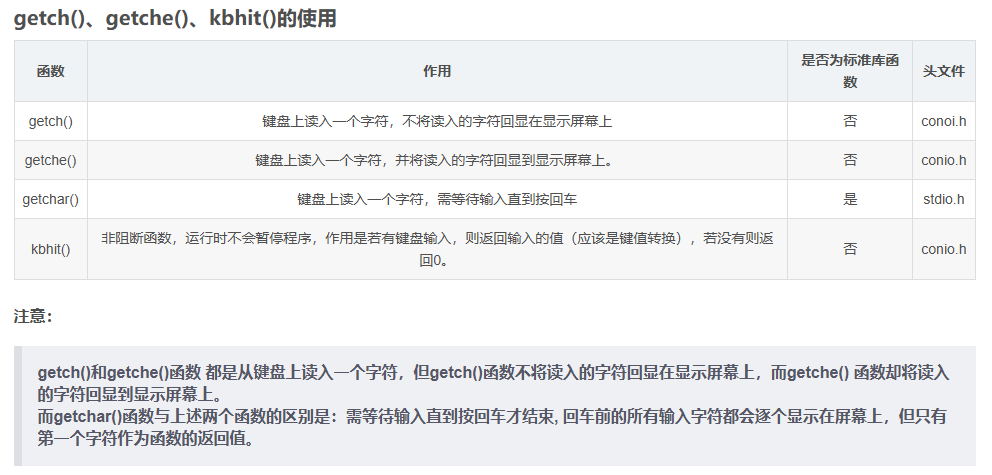 getch()、getche()、kbhit()的使用
函数 作用 是否为标准库函
数 头文件
getch() 键盘上读入一个字符，不将读入的字符回显在显示屏幕上 否 conoi.h
getche() 键盘上读入一个字符，并将读入的字符回显到显示屏幕上。 否 conio.h
getchar() 键盘上读入一个字符，需等待输入直到按回车 是 stdio.h
kbhit() 非阻断函数，运行时不会暂停程序，作用是若有键盘输入，则返回输入的值（应该是键值转换），若没有则返
回0。 否 conio.h
注意：
getch()和getche()函数 都是从键盘上读入一个字符，但getch()函数不将读入的字符回显在显示屏幕上，而getche() 函数却将读入
的字符回显到显示屏幕上。
而getchar()函数与上述两个函数的区别是：需等待输入直到按回车才结束, 回车前的所有输入字符都会逐个显示在屏幕上，但只有
第一个字符作为函数的返回值。